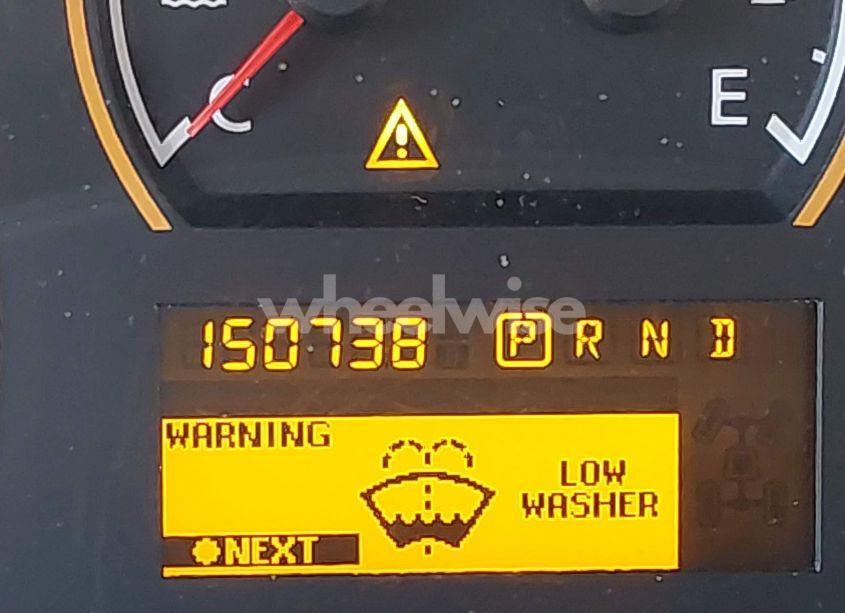 C
E
wheelwise
150738 P R N D
WARNING
LOW
WASHER
NEXT